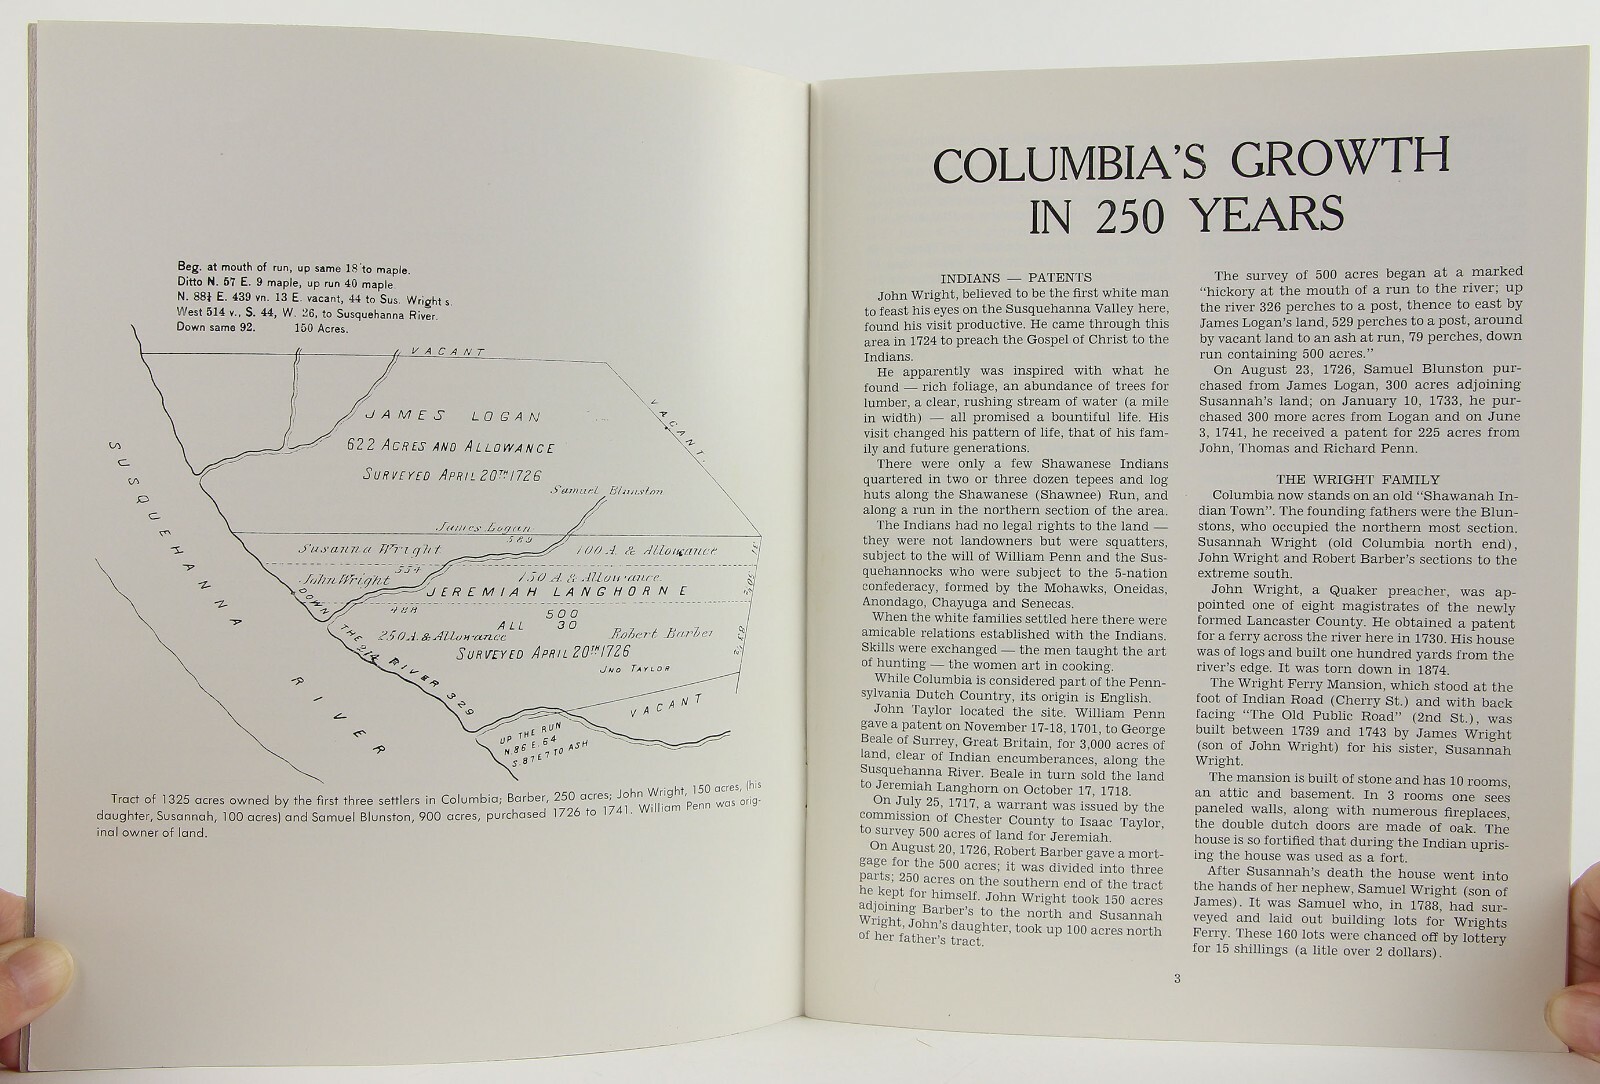 Beg. at mouth of run, up same 18 to maple.
Ditto N. 57 E. 9 maple, up run 40 maple
N. 88½ E. 439 vn. 13 E. vacant, 44 to Sus. Wright s.
West 514 v., S. 44, W. 26, to Susquehanna River.
Down same 92. 150 Acres.
VACANT
JAMES LOGAN
VACANT.
622 ACRES AND ALLOWANCE
SURVEYED APRIL 20TH 1726
Samuel Blunston
SUSQUEHANNA RIVER
James Logan
589
Susanna Wright 100 A. & Allowance
554
John Wright 150 A. & Allowance.
JEREMIAH LANGHORNE
488
500
ALL 30
250 A. & Allowance Robert Barber
SURVEYED APRIL 20TH 1726
JNO TAYLOR
DOWN THE 214 RIVER 329
VACANT
UP THE RUN
N.86 E.64
S.87 E 7 TO ASH
Tract of 1325 acres owned by the first three settlers in Columbia; Barber, 250 acres; John Wright, 150 acres, (his
daughter, Susannah, 100 acres) and Samuel Blunston, 900 acres, purchased 1726 to 1741. William Penn was orig-
inal owner of land.
COLUMBIA'S GROWTH
IN 250 YEARS
INDIANS — PATENTS
John Wright, believed to be the first white man
to feast his eyes on the Susquehanna Valley here,
found his visit productive. He came through this
area in 1724 to preach the Gospel of Christ to the
Indians.
He apparently was inspired with what he
found — rich foliage, an abundance of trees for
lumber, a clear, rushing stream of water (a mile
in width) — all promised a bountiful life. His
visit changed his pattern of life, that of his fam-
ily and future generations.
There were only a few Shawanese Indians
quartered in two or three dozen tepees and log
huts along the Shawanese (Shawnee) Run, and
along a run in the northern section of the area.
The Indians had no legal rights to the land —
they were not landowners but were squatters,
subject to the will of William Penn and the Sus-
quehannocks who were subject to the 5-nation
confederacy, formed by the Mohawks, Oneidas,
Anondago, Chayuga and Senecas.
When the white families settled here there were
amicable relations established with the Indians.
Skills were exchanged — the men taught the art
of hunting — the women art in cooking.
While Columbia is considered part of the Penn-
sylvania Dutch Country, its origin is English.
John Taylor located the site. William Penn
gave a patent on November 17-18, 1701, to George
Beale of Surrey, Great Britain, for 3,000 acres of
land, clear of Indian encumberances, along the
Susquehanna River. Beale in turn sold the land
to Jeremiah Langhorn on October 17, 1718.
On July 25, 1717, a warrant was issued by the
commission of Chester County to Isaac Taylor,
to survey 500 acres of land for Jeremiah.
On August 20, 1726, Robert Barber gave a mort-
gage for the 500 acres; it was divided into three
parts; 250 acres on the southern end of the tract
he kept for himself. John Wright took 150 acres
adjoining Barber's to the north and Susannah
Wright, John's daughter, took up 100 acres north
of her father's tract.
The survey of 500 acres began at a marked
"hickory at the mouth of a run to the river; up
the river 326 perches to a post, thence to east by
James Logan's land, 529 perches to a post, around
by vacant land to an ash at run, 79 perches, down
run containing 500 acres."
On August 23, 1726, Samuel Blunston pur-
chased from James Logan, 300 acres adjoining
Susannah's land; on January 10, 1733, he pur-
chased 300 more acres from Logan and on June
3, 1741, he received a patent for 225 acres from
John, Thomas and Richard Penn.
THE WRIGHT FAMILY
Columbia now stands on an old "Shawanah In-
dian Town". The founding fathers were the Blun-
stons, who occupied the northern most section.
Susannah Wright (old Columbia north end),
John Wright and Robert Barber's sections to the
extreme south.
John Wright, a Quaker preacher, was ap-
pointed one of eight magistrates of the newly
formed Lancaster County. He obtained a patent
for a ferry across the river here in 1730. His house
was of logs and built one hundred yards from the
river's edge. It was torn down in 1874.
The Wright Ferry Mansion, which stood at the
foot of Indian Road (Cherry St.) and with back
facing "The Old Public Road" (2nd St.), was
built between 1739 and 1743 by James Wright
(son of John Wright) for his sister, Susannah
Wright.
The mansion is built of stone and has 10 rooms,
an attic and basement. In 3 rooms one sees
paneled walls, along with numerous fireplaces,
the double dutch doors are made of oak. The
house is so fortified that during the Indian upris-
ing the house was used as a fort.
After Susannah's death the house went into
the hands of her nephew, Samuel Wright (son of
James). It was Samuel who, in 1788, had sur-
veyed and laid out building lots for Wrights
Ferry. These 160 lots were chanced off by lottery
for 15 shillings (a litle over 2 dollars).
3